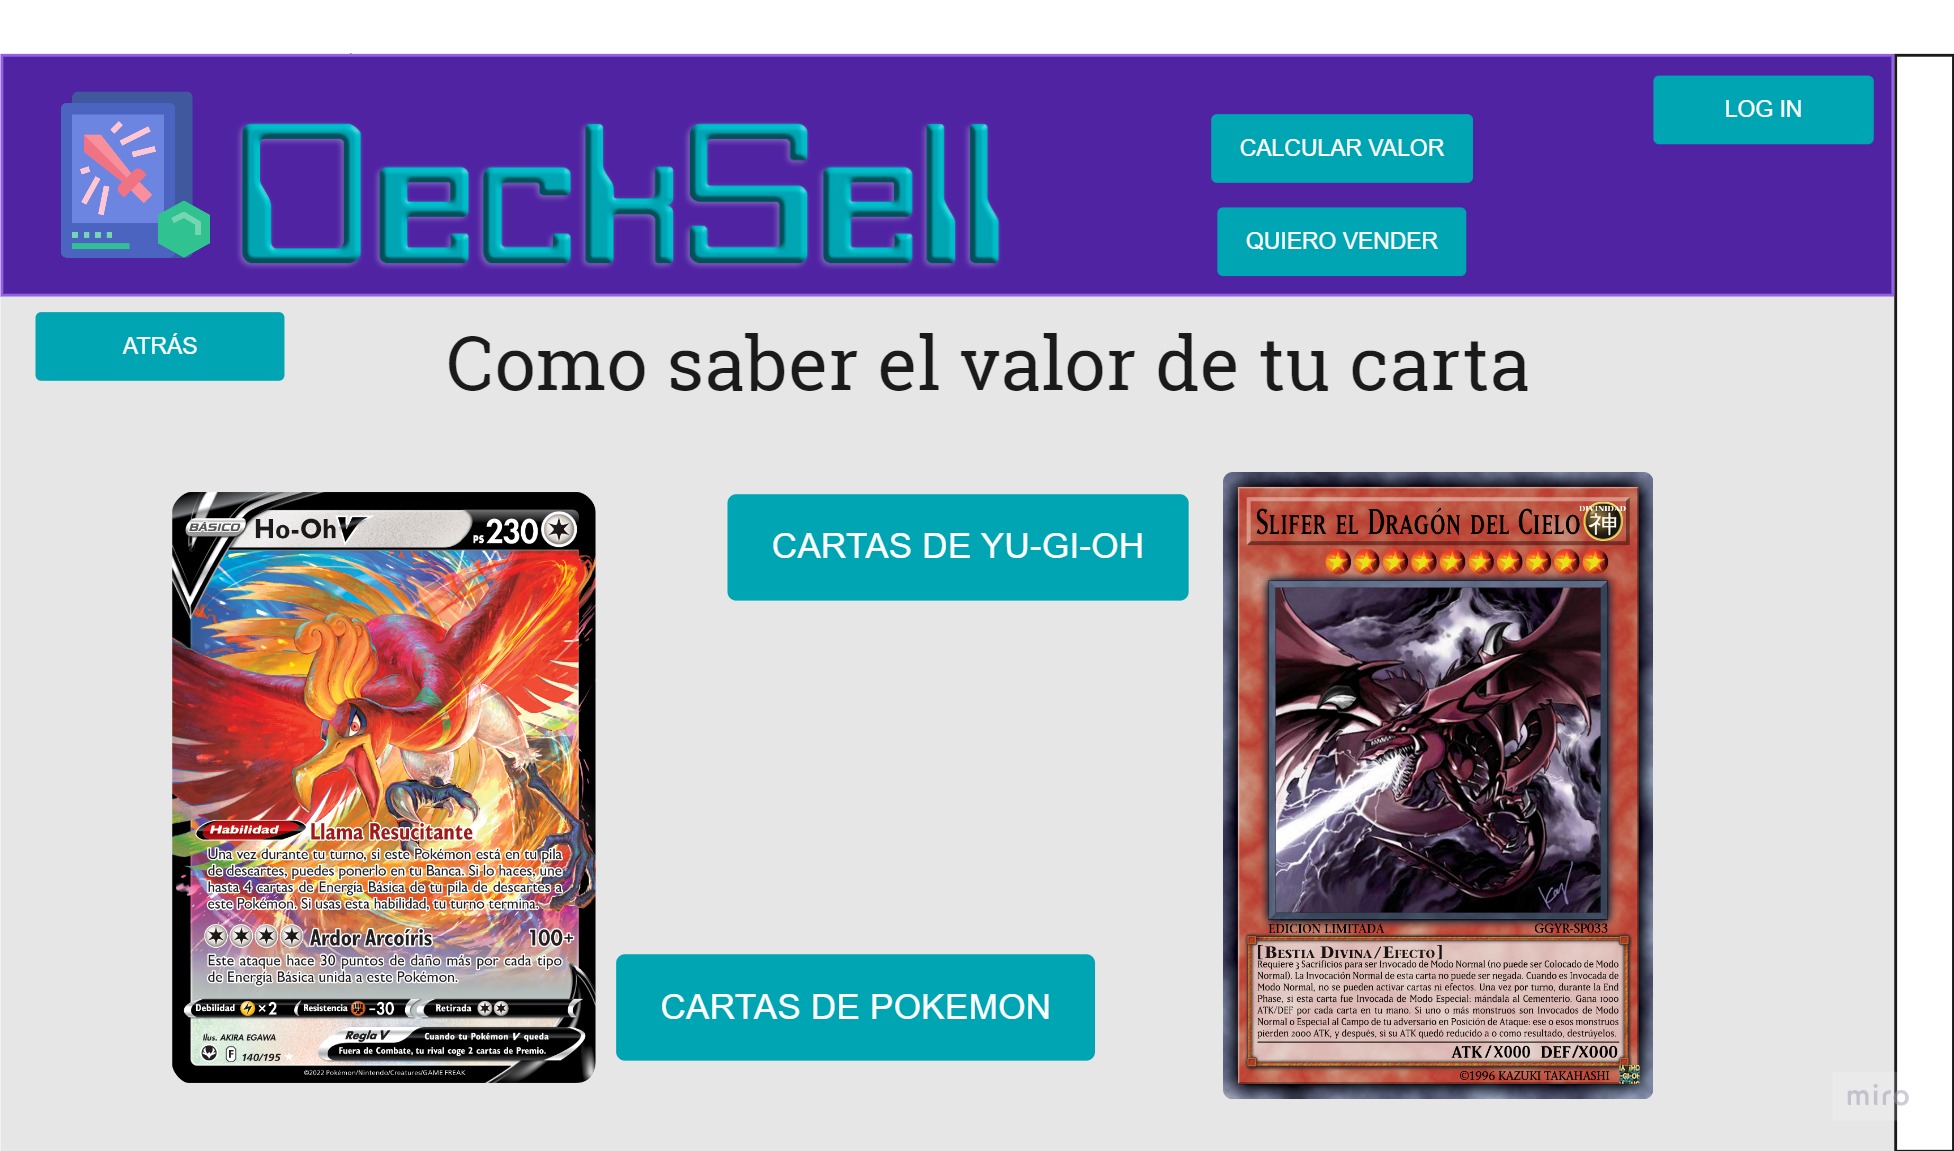 DeckSell
CALCULAR VALOR
QUIERO VENDER
LOG IN
ATRÁS
Como saber el valor de tu carta
BÁSICO Ho-Oh V PS 230
Habilidad Llama Resucitante
Una vez durante tu turno, si este Pokémon está en tu pila
de descartes, puedes ponerlo en tu Banca. Si lo haces, une
hasta 4 cartas de Energía Básica de tu pila de descartes a
este Pokémon. Si usas esta habilidad, tu turno termina.
Ardor Arcoíris 100+
Este ataque hace 30 puntos de daño más por cada tipo
de Energía Básica unida a este Pokémon.
Debilidad ×2 Resistencia -30 Retirada
Ilus. AKIRA EGAWA
F 140/195
Regla V Cuando tu Pokémon V queda
Fuera de Combate, tu rival coge 2 cartas de Premio.
©2022 Pokémon/Nintendo/Creatures/GAME FREAK
CARTAS DE YU-GI-OH
CARTAS DE POKEMON
SLIFER EL DRAGÓN DEL CIELO
DIVINIDAD
神
EDICION LIMITADA GGYR-SP033
[BESTIA DIVINA/EFECTO]
Requiere 3 Sacrificios para ser Invocado de Modo Normal (no puede ser Colocado de Modo
Normal). La Invocación Normal de esta carta no puede ser negada. Cuando es Invocada de
Modo Normal, no se pueden activar cartas ni efectos. Una vez por turno, durante la End
Phase, si esta carta fue Invocada de Modo Especial: mándala al Cementerio. Gana 1000
ATK/DEF por cada carta en tu mano. Si uno o más monstruos son Invocados de Modo
Normal o Especial al Campo de tu adversario en Posición de Ataque: ese o esos monstruos
pierden 2000 ATK, y después, si su ATK quedó reducido a 0 como resultado, destrúyelos.
ATK/X000 DEF/X000
©1996 KAZUKI TAKAHASHI
miro